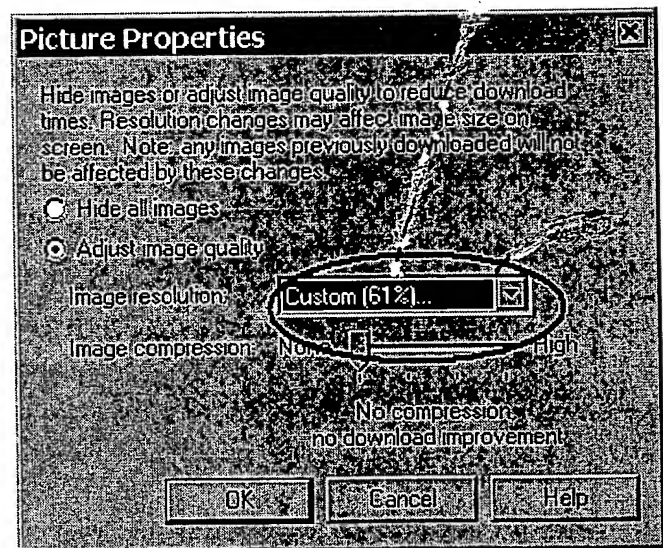 Picture Properties
Hide images or adjust image quality to reduce download
times. Resolution changes may affect image size on
screen. Note: any images previously downloaded will not
be affected by these changes.
Hide all images
Adjust image quality
Image resolution: Custom (61%)...
Image compression: None High
No compression,
no download improvement.
OK Cancel Help